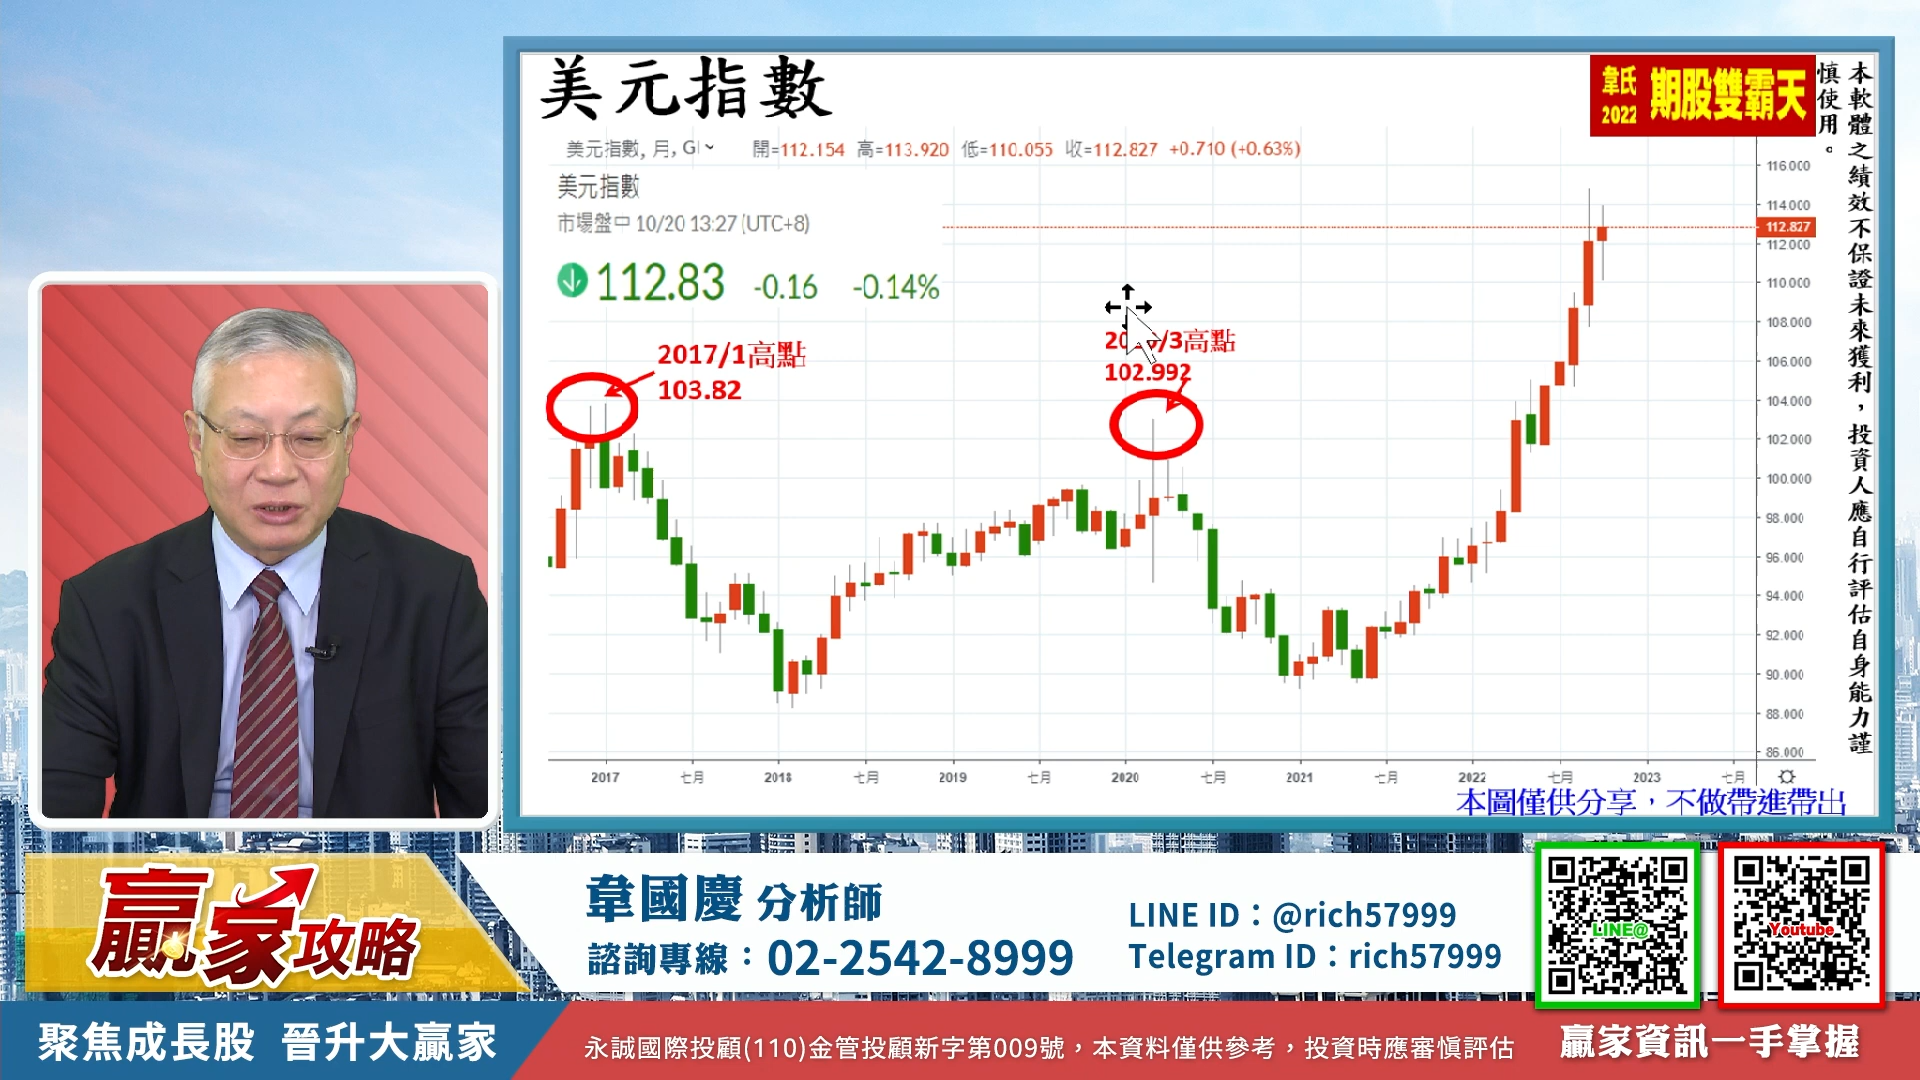 美元指數
韋氏
2022
期股雙霸天
本軟體之績效不保證未來獲利，投資人應自行評估自身能力謹
慎使用。
美元指數, 月, G
開=112.154 高=113.920 低=110.055 收=112.827 +0.710 (+0.63%)
美元指數
市場盤中 10/20 13:27 (UTC+8)
112.83 -0.16 -0.14%
2017/1高點
103.82
/3高點
102.992
116.000
114.000
112.827
112.000
110.000
108.000
106.000
104.000
102.000
100.000
98.000
96.000
94.000
92.000
90.000
88.000
86.000
2017 七月 2018 七月 2019 七月 2020 七月 2021 七月 2022 七月 2023 七月
本圖僅供分享，不做帶進帶出
贏家攻略
韋國慶 分析師
諮詢專線：02-2542-8999
LINE ID：@rich57999
Telegram ID：rich57999
LINE@
Youtube
聚焦成長股 晉升大贏家
永誠國際投顧(110)金管投顧新字第009號，本資料僅供參考，投資時應審慎評估
贏家資訊一手掌握